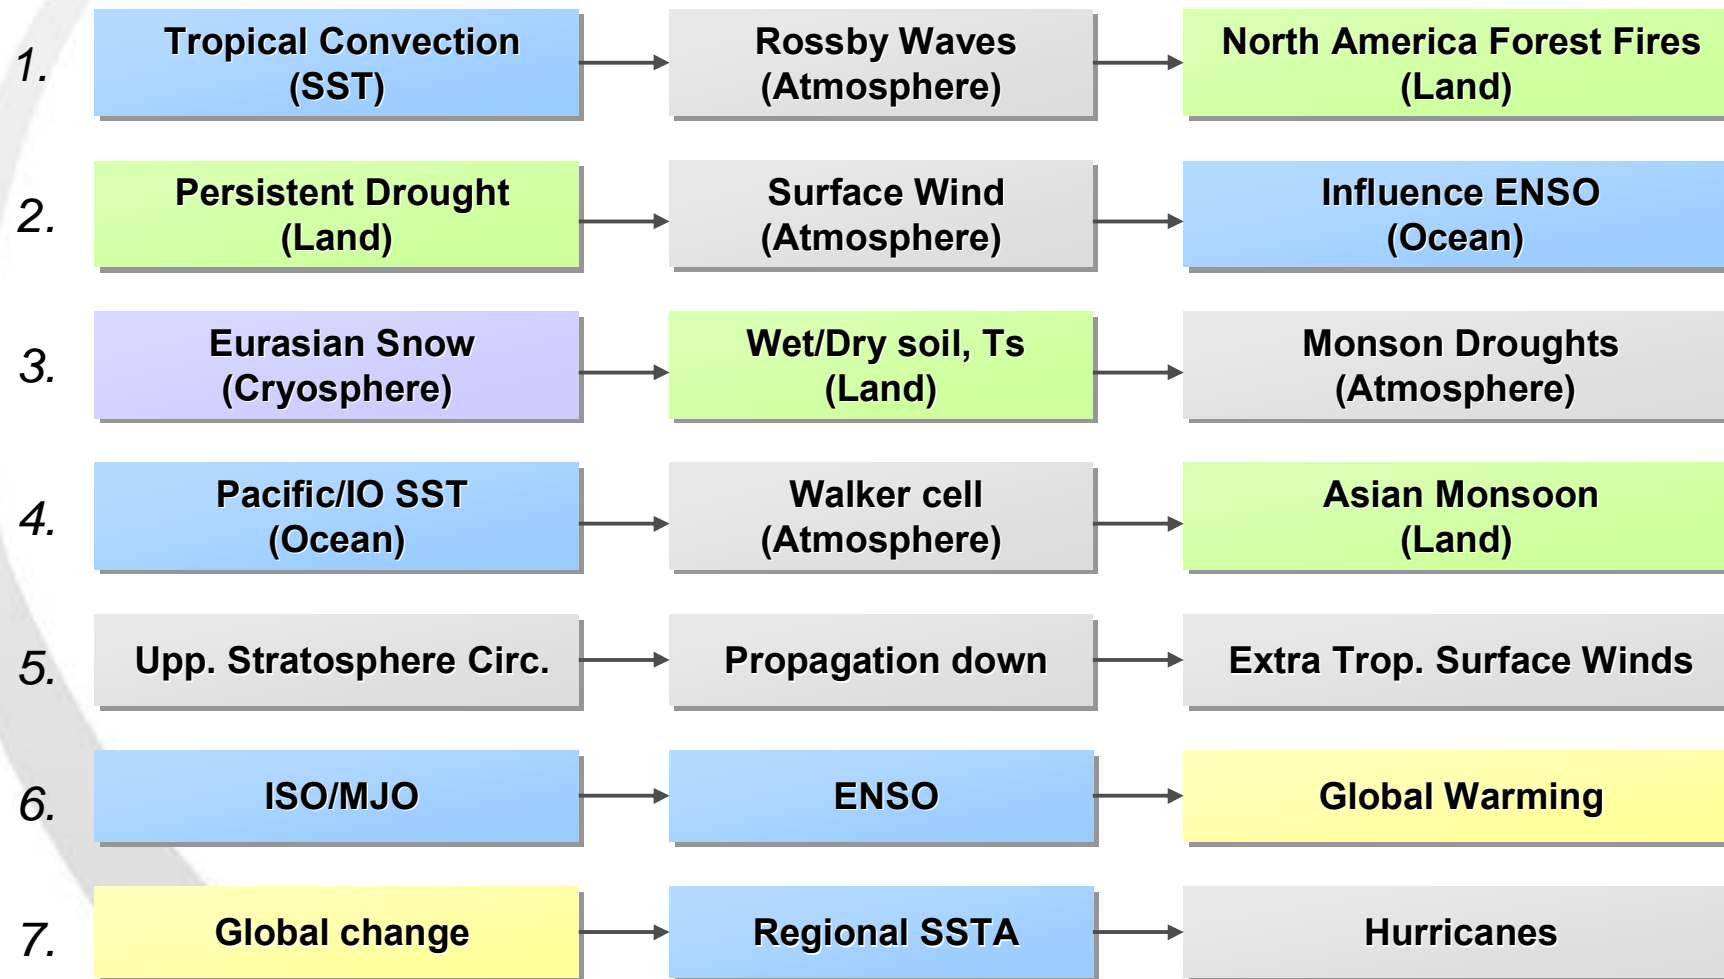 1.
Tropical Convection
(SST)
Rossby Waves
(Atmosphere)
North America Forest Fires
(Land)
2.
Persistent Drought
(Land)
Surface Wind
(Atmosphere)
Influence ENSO
(Ocean)
3.
Eurasian Snow
(Cryosphere)
Wet/Dry soil, Ts
(Land)
Monson Droughts
(Atmosphere)
4.
Pacific/IO SST
(Ocean)
Walker cell
(Atmosphere)
Asian Monsoon
(Land)
5.
Upp. Stratosphere Circ.
Propagation down
Extra Trop. Surface Winds
6.
ISO/MJO
ENSO
Global Warming
7.
Global change
Regional SSTA
Hurricanes